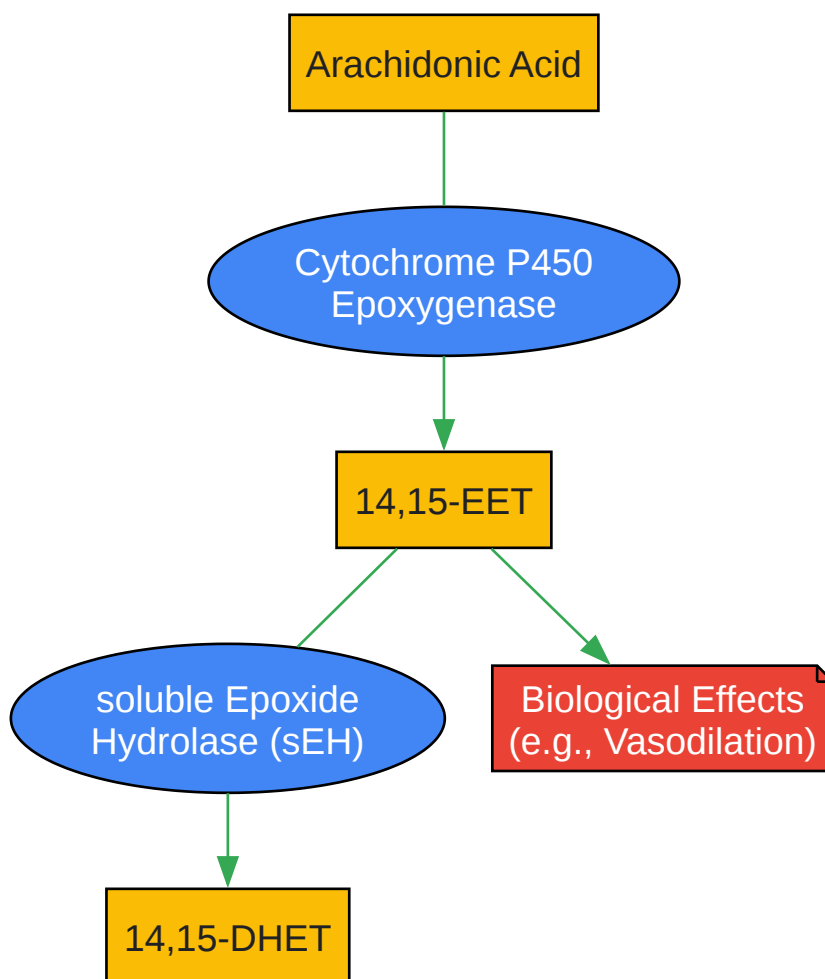 Arachidonic Acid
Cytochrome P450
Epoxygenase
14,15-EET
soluble Epoxide
Hydrolase (sEH)
Biological Effects
(e.g., Vasodilation)
14,15-DHET